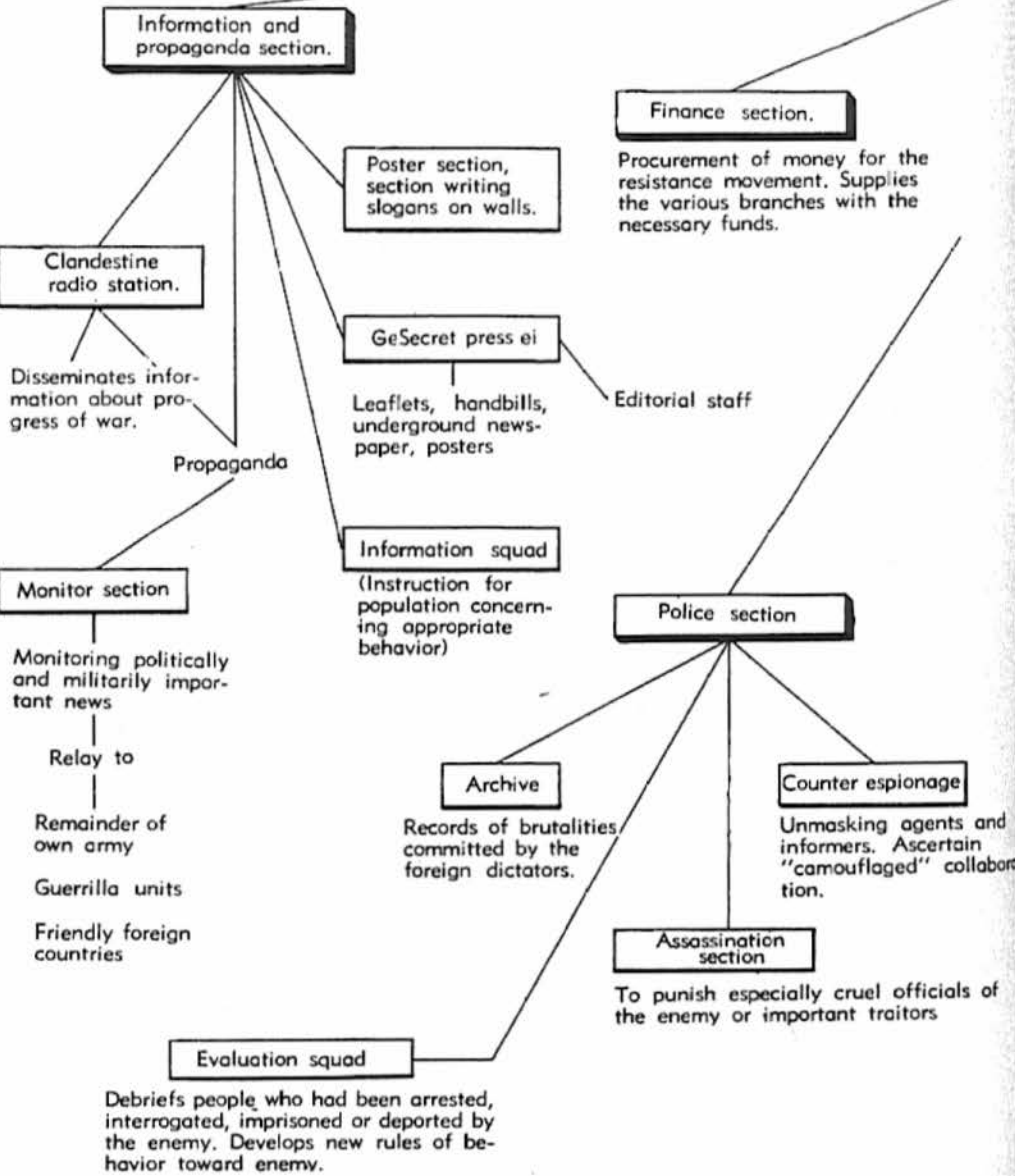 Information and
propaganda section.
Finance section.
Procurement of money for the
resistance movement. Supplies
the various branches with the
necessary funds.
Poster section,
section writing
slogans on walls.
Clandestine
radio station.
Disseminates infor-
mation about pro-
gress of war.
GeSecret press ei
Leaflets, handbills,
underground news-
paper, posters
Editorial staff
Propaganda
Information squad
(Instruction for
population concern-
ing appropriate
behavior)
Monitor section
Monitoring politically
and militarily impor-
tant news
Relay to
Remainder of
own army
Guerrilla units
Friendly foreign
countries
Police section
Archive
Records of brutalities
committed by the
foreign dictators.
Counter espionage
Unmasking agents and
informers. Ascertain
"camouflaged" collabora
tion.
Assassination
section
To punish especially cruel officials of
the enemy or important traitors
Evaluation squad
Debriefs people who had been arrested,
interrogated, imprisoned or deported by
the enemy. Develops new rules of be-
havior toward enemy.